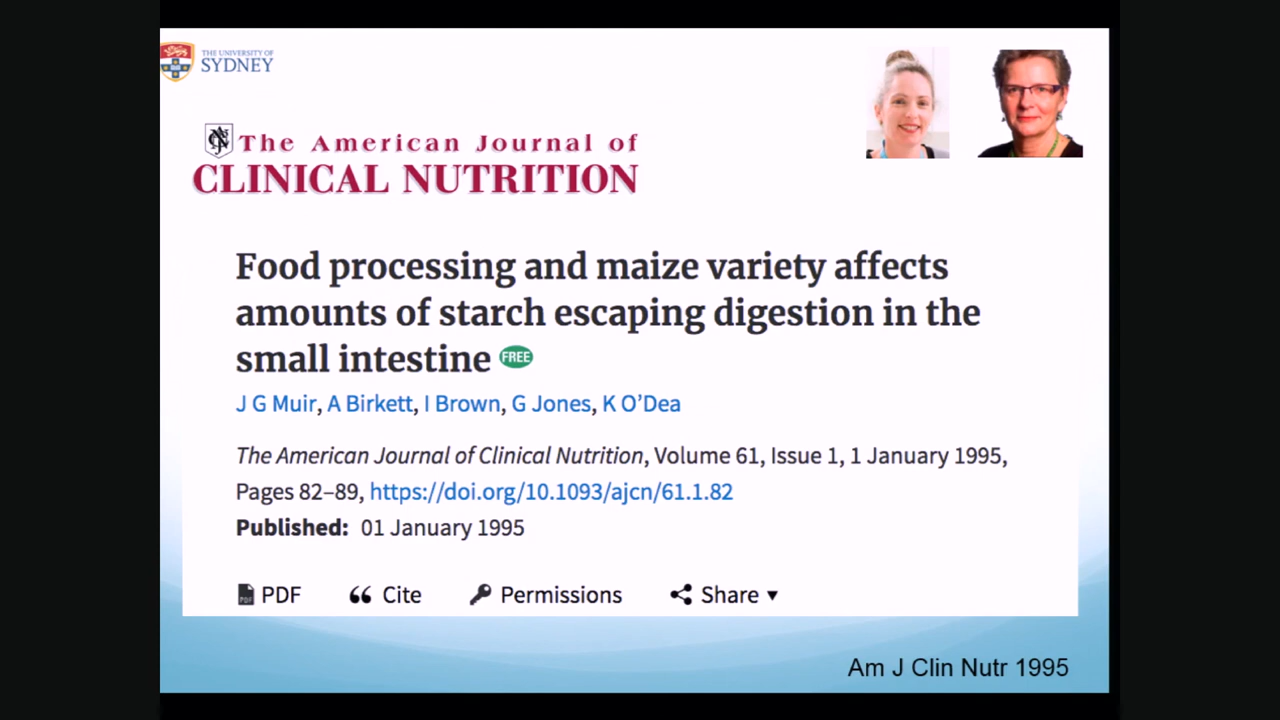 THE UNIVERSITY OF
SYDNEY
The American Journal of
CLINICAL NUTRITION
Food processing and maize variety affects
amounts of starch escaping digestion in the
small intestine FREE
J G Muir, A Birkett, I Brown, G Jones, K O’Dea
The American Journal of Clinical Nutrition, Volume 61, Issue 1, 1 January 1995,
Pages 82–89, https://doi.org/10.1093/ajcn/61.1.82
Published: 01 January 1995
PDF Cite Permissions Share ▼
Am J Clin Nutr 1995